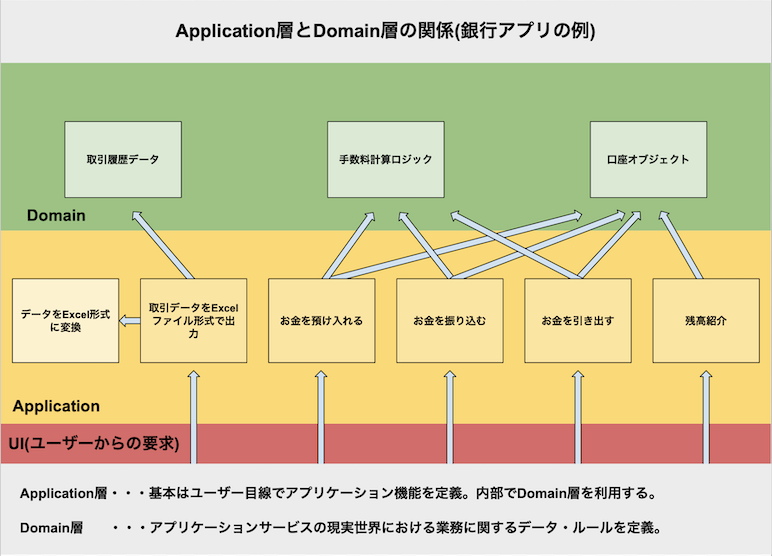 Application層とDomain層の関係(銀行アプリの例)
取引履歴データ
手数料計算ロジック
口座オブジェクト
Domain
データをExcel形式
に変換
取引データをExcel
ファイル形式で出
力
お金を預け入れる
お金を振り込む
お金を引き出す
残高紹介
Application
UI(ユーザーからの要求)
Application層・・・基本はユーザー目線でアプリケーション機能を定義。内部でDomain層を利用する。
Domain層 ・・・アプリケーションサービスの現実世界における業務に関するデータ・ルールを定義。